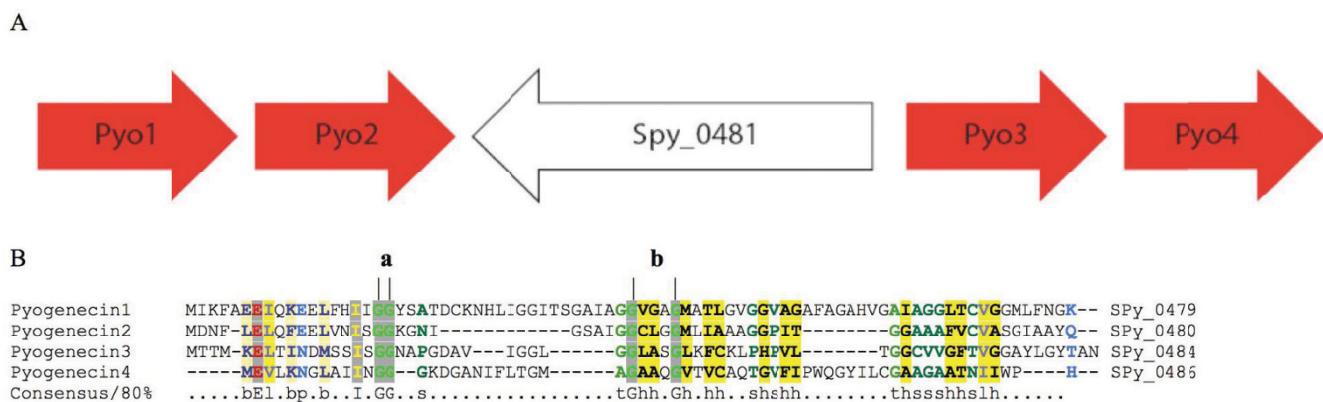 A
Pyo1 Pyo2 Spy_0481 Pyo3 Pyo4
B a b
Pyogenecin1 MIKFAEEIQKEELFHIIGGYSATDCKNHLIGGITSGAIAGGVGAGMATLGVGGVAGAFAGAHVGAIAGGLTCVGGMLFNGK-- SPy_0479
Pyogenecin2 MDNF-LELQFEELVNISGGKGNI------------GSAIGGCLGGMLIAAAGGPIT--------GGAAAFVCVASGIAAYQ-- SPy_0480
Pyogenecin3 MTTM-KELTINDMSSISGGNAPGDAV---IGGL------GGLASGLKFCKLPHPVL-------TGGCVVGFTVGGAYLGYTAN SPy_0484
Pyogenecin4 -----MEVLKNGLAIINGG--GKDGANIFLTGM------AGAAQGVTVCAQTGVFIPWQGYILCGAAGAATNIIWP----H-- SPy_0486
Consensus/80% .....bEl.bp.b..I.GG..s.................tGhh.Gh.hh..shshh........thssshhslh.......